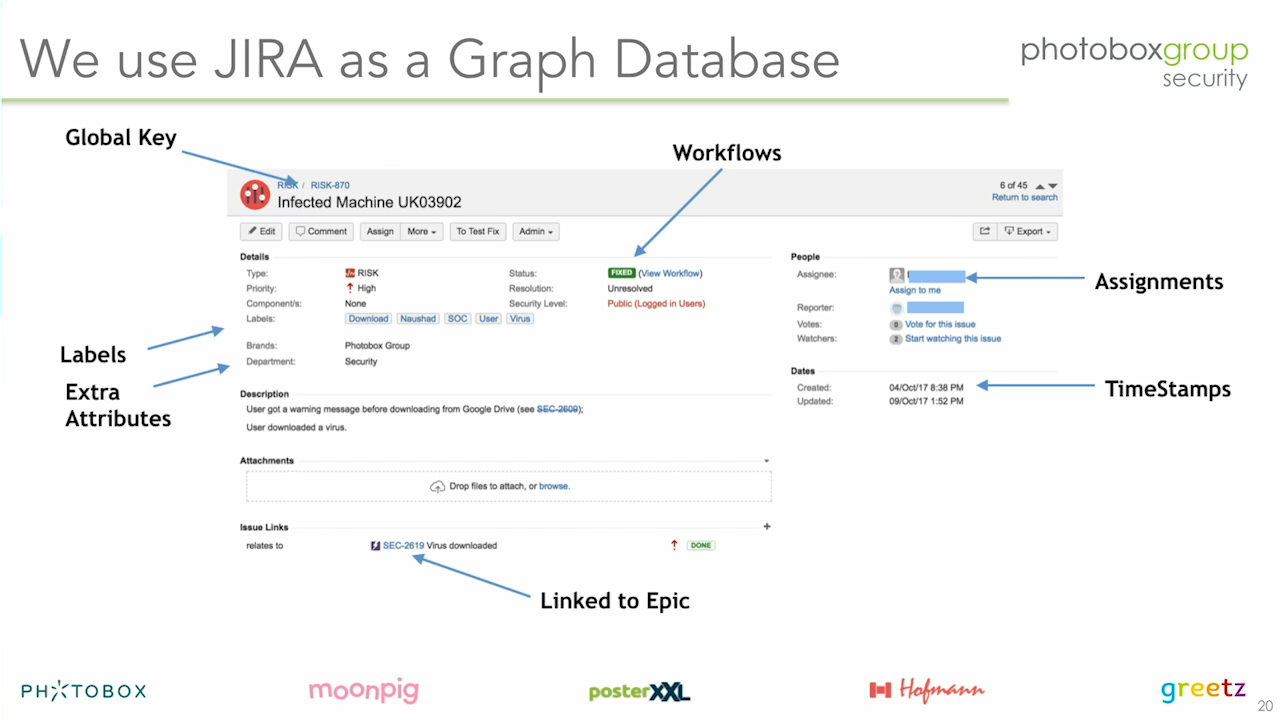 We use JIRA as a Graph Database
photoboxgroup
security
Global Key
Workflows
RISK / RISK-870
Infected Machine UK03902
6 of 45
Return to search
Edit
Comment
Assign
More
To Test Fix
Admin
Export
Details
Type:
RISK
Status:
FIXED (View Workflow)
Priority:
High
Resolution:
Unresolved
Component/s:
None
Security Level:
Public (Logged in Users)
Labels:
Download Naushad SOC User Virus
Brands:
Photobox Group
Department:
Security
People
Assignee:
Assign to me
Reporter:
Votes:
0 Vote for this issue
Watchers:
2 Start watching this issue
Assignments
Labels
Extra
Attributes
Dates
Created:
04/Oct/17 8:38 PM
Updated:
09/Oct/17 1:52 PM
TimeStamps
Description
User got a warning message before downloading from Google Drive (see SEC-2609);
User downloaded a virus.
Attachments
Drop files to attach, or browse.
Issue Links
relates to
SEC-2619 Virus downloaded
DONE
Linked to Epic
PHOTOBOX
moonpig
posterXXL
Hofmann
greetz
20